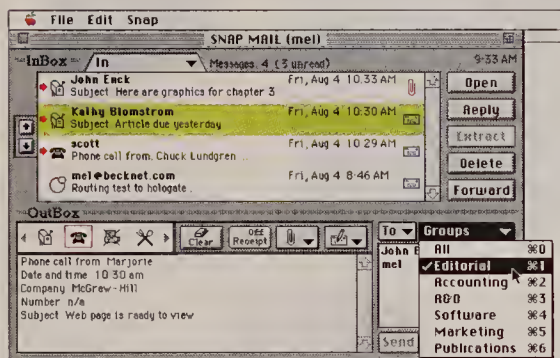 File Edit Snap
SNAP MAIL (mel)
InBox In Messages: 4 (3 unread) 9:33 AM
John Enck Fri, Aug 4 10:33 AM
Subject: Here are graphics for chapter 3
Kathy Blomstrom Fri, Aug 4 10:30 AM
Subject: Article due yesterday
scott Fri, Aug 4 10:29 AM
Phone call from: Chuck Lundgren
mel@becknet.com Fri, Aug 4 8:46 AM
Routing test to hologate.
Open
Reply
Extract
Delete
Forward
OutBox
Clear Off Receipt
To Groups
Phone call from Marjorie
Date and time 10:30 am
Company McGraw-Hill
Number n/a
Subject Web page is ready to view
John E
mel
Send
All ⌘0
✓Editorial ⌘1
Accounting ⌘2
R&D ⌘3
Software ⌘4
Marketing ⌘5
Publications ⌘6